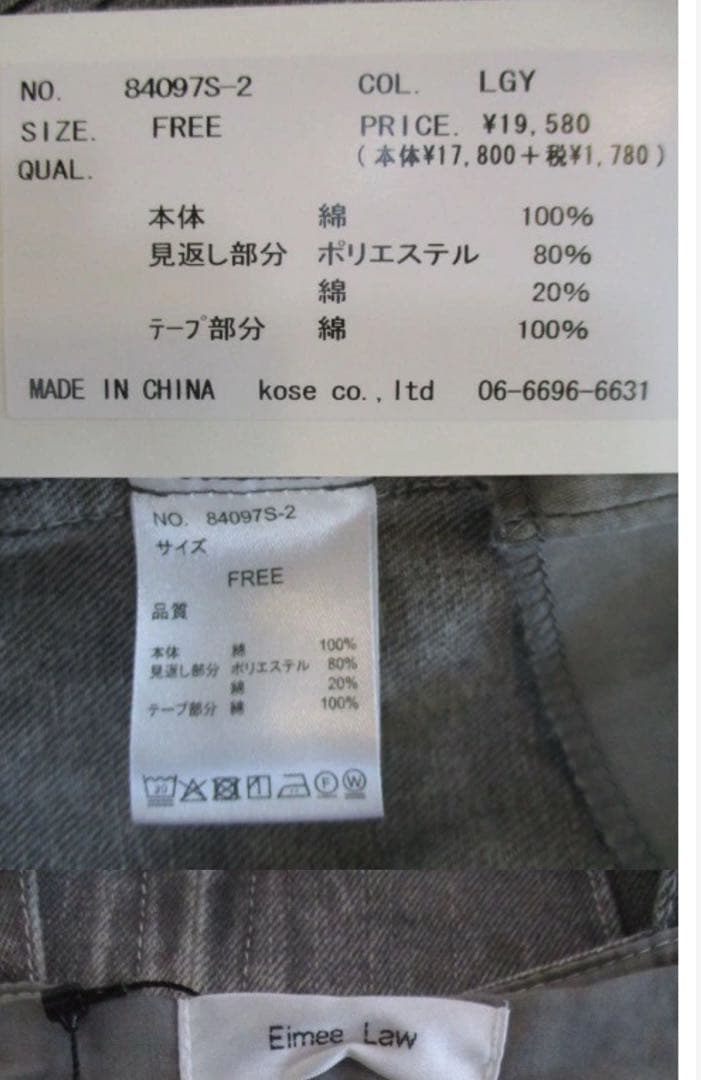 NO. 84097S-2 COL. LGY
SIZE. FREE PRICE. ¥19,580
(本体¥17,800+税¥1,780)
QUAL.
本体 綿 100%
見返し部分 ポリエステル 80%
綿 20%
テープ部分 綿 100%
MADE IN CHINA kose co.,ltd 06-6696-6631
NO. 84097S-2
サイズ
FREE
品質
本体 綿 100%
見返し部分 ポリエステル 80%
綿 20%
テープ部分 綿 100%
F W
Eimee Law